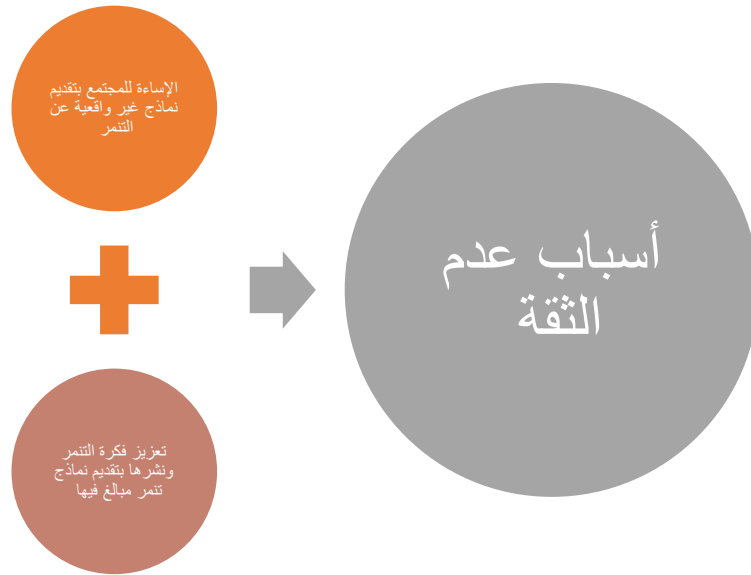 الإساءة للمجتمع بتقديم
نماذج غير واقعية عن
التنمر
تعزيز فكرة التنمر
ونشرها بتقديم نماذج
تنمر مبالغ فيها
أسباب عدم
الثقة